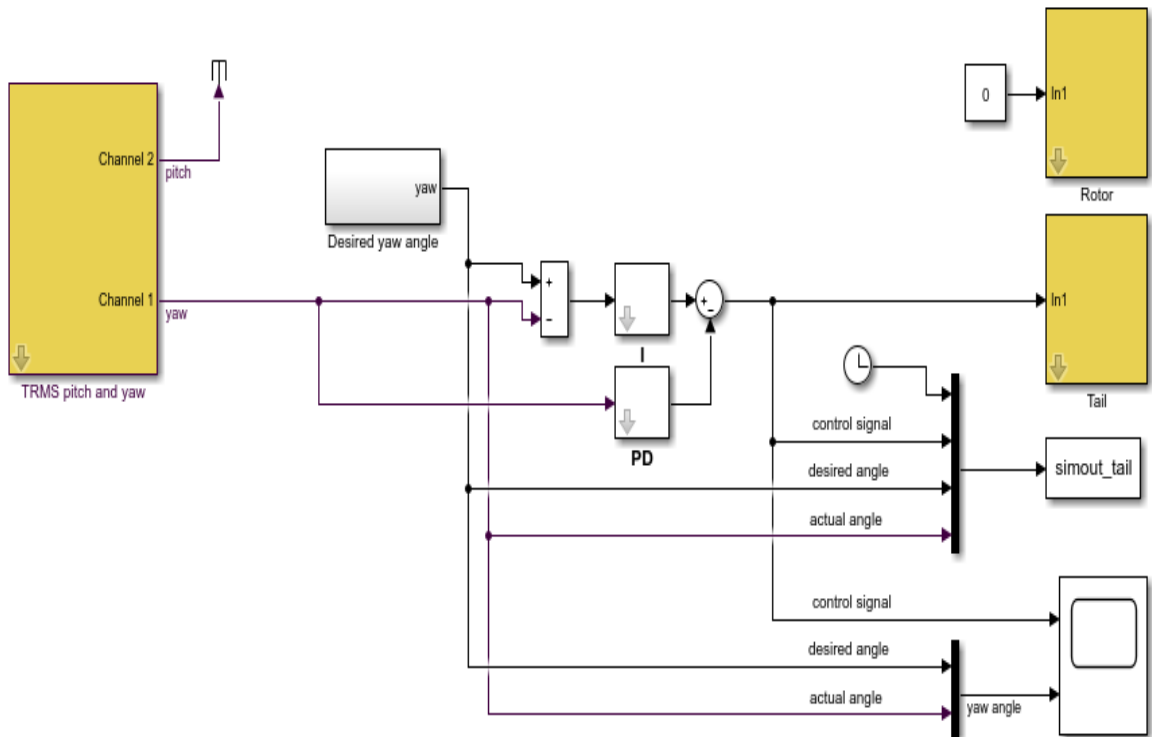 Channel 2
pitch
Channel 1
yaw
TRMS pitch and yaw
yaw
Desired yaw angle
+
−
I
PD
+
−
0
In1
Rotor
In1
Tail
control signal
desired angle
actual angle
simout_tail
control signal
desired angle
actual angle
yaw angle